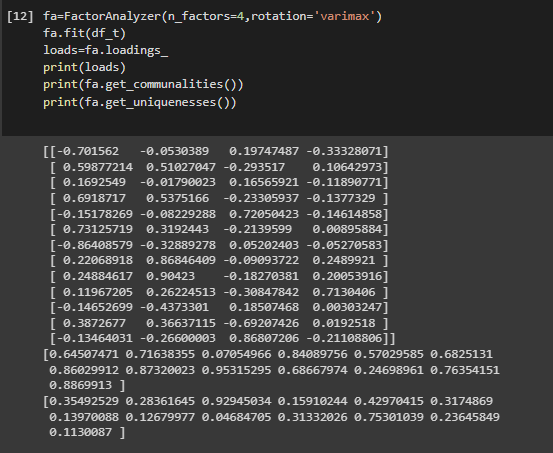 [12] fa=FactorAnalyzer(n_factors=4,rotation='varimax')
fa.fit(df_t)
loads=fa.loadings_
print(loads)
print(fa.get_communalities())
print(fa.get_uniquenesses())
[[-0.701562   -0.0530389   0.19747487 -0.33328071]
 [ 0.59877214  0.51027047 -0.293517    0.10642973]
 [ 0.1692549  -0.01790023  0.16565921 -0.11890771]
 [ 0.6918717   0.5375166  -0.23305937 -0.1377329 ]
 [-0.15178269 -0.08229288  0.72050423 -0.14614858]
 [ 0.73125719  0.3192443  -0.2139599   0.00895884]
 [-0.86408579 -0.32889278  0.05202403 -0.05270583]
 [ 0.22068918  0.86846409 -0.09093722  0.2489921 ]
 [ 0.24884617  0.90423    -0.18270381  0.20053916]
 [ 0.11967205  0.26224513 -0.30847842  0.7130406 ]
 [-0.14652699 -0.4373301   0.18507468  0.00303247]
 [ 0.3872677   0.36637115 -0.69207426  0.0192518 ]
 [-0.13464031 -0.26600003  0.86807206 -0.21108806]]
[0.64507471 0.71638355 0.07054966 0.84089756 0.57029585 0.6825131
 0.86029912 0.87320023 0.95315295 0.68667974 0.24698961 0.76354151
 0.8869913 ]
[0.35492529 0.28361645 0.92945034 0.15910244 0.42970415 0.3174869
 0.13970088 0.12679977 0.04684705 0.31332026 0.75301039 0.23645849
 0.1130087 ]